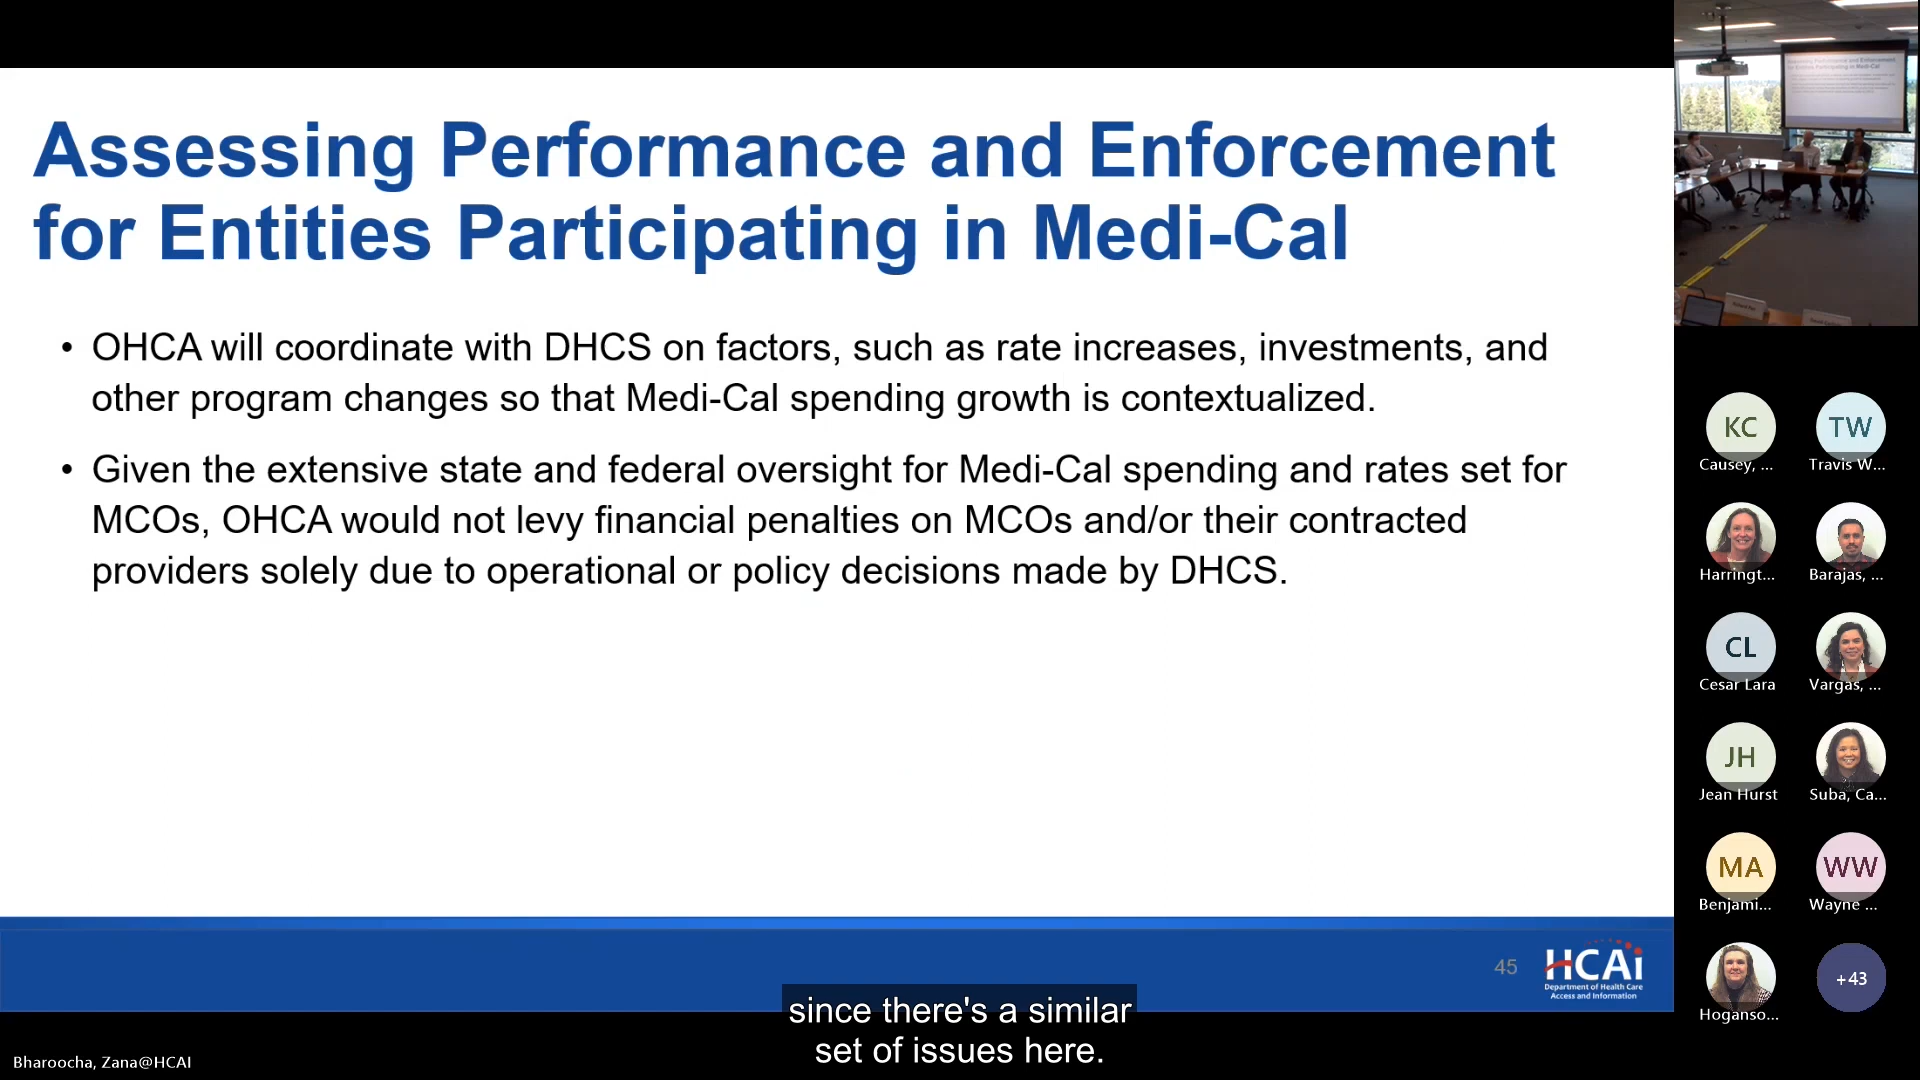 Assessing Performance and Enforcement
for Entities Participating in Medi-Cal
• OHCA will coordinate with DHCS on factors, such as rate increases, investments, and
other program changes so that Medi-Cal spending growth is contextualized.
• Given the extensive state and federal oversight for Medi-Cal spending and rates set for
MCOs, OHCA would not levy financial penalties on MCOs and/or their contracted
providers solely due to operational or policy decisions made by DHCS.
45
HCAi
Department of Health Care
Access and Information
since there's a similar
set of issues here.
Bharoocha, Zana@HCAI
KC
Causey, ...
TW
Travis W...
Harringt...
Barajas, ...
CL
Cesar Lara
Vargas, ...
JH
Jean Hurst
Suba, Ca...
MA
Benjami...
WW
Wayne ...
Hoganso...
+43